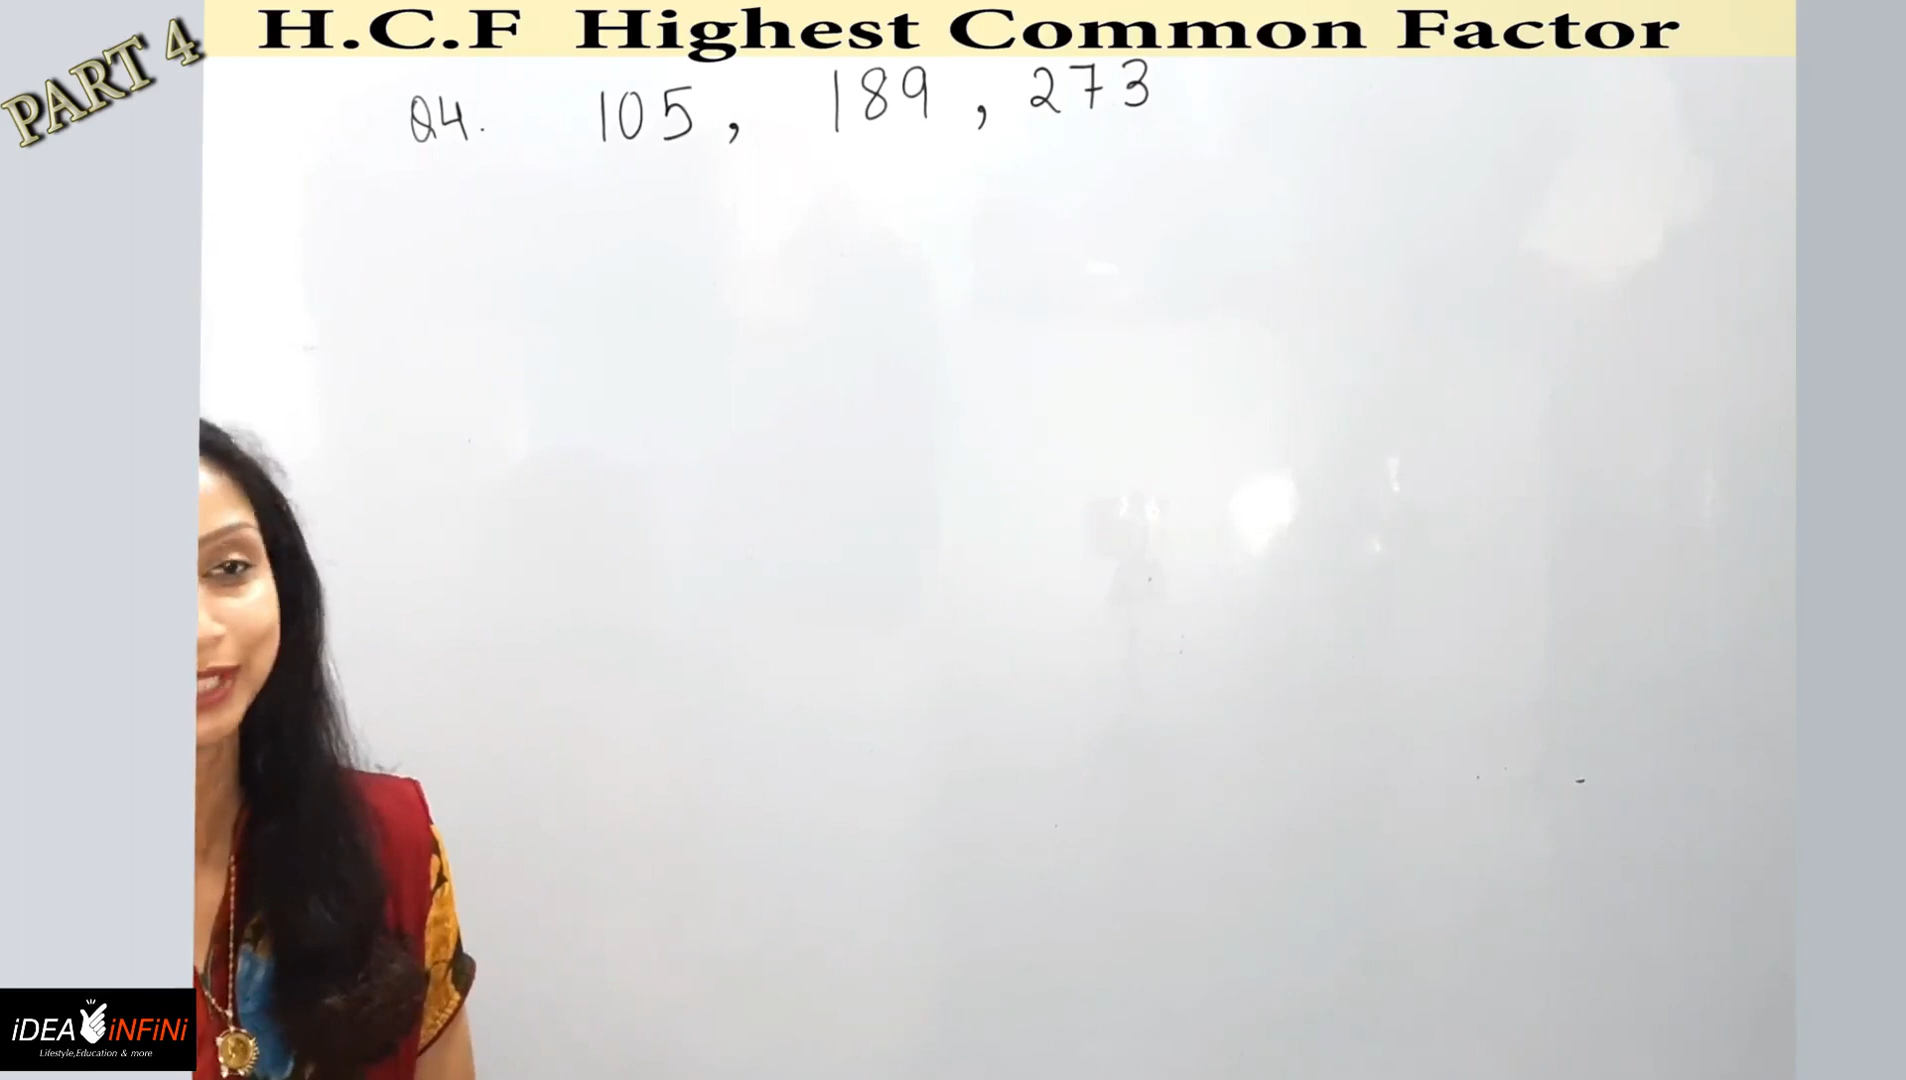 H.C.F Highest Common Factor
PART 4
Q4. 105, 189, 273
iDEA iNFiNi
Lifestyle,Education & more